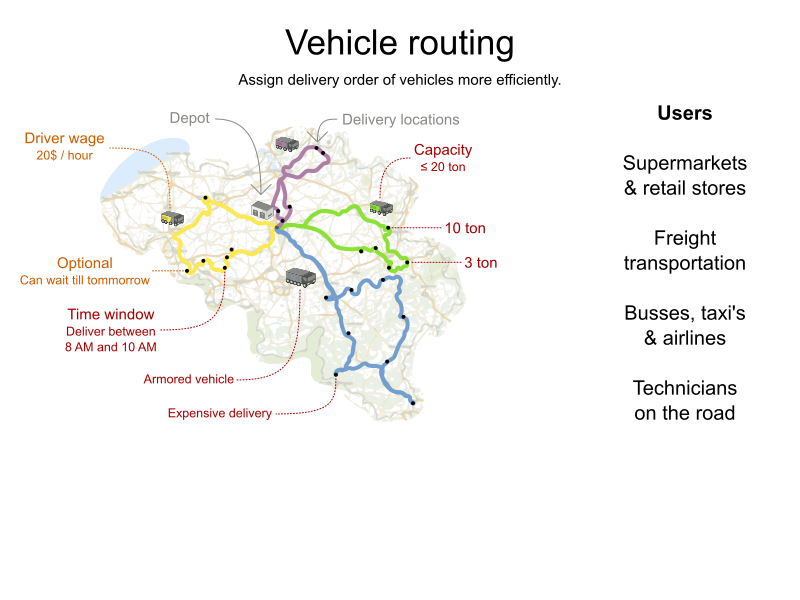 Vehicle routing
Assign delivery order of vehicles more efficiently.
Depot
Delivery locations
Driver wage
20$ / hour
Capacity
≤ 20 ton
10 ton
3 ton
Optional
Can wait till tommorrow
Time window
Deliver between
8 AM and 10 AM
Armored vehicle
Expensive delivery
Users
Supermarkets
& retail stores
Freight
transportation
Busses, taxi's
& airlines
Technicians
on the road